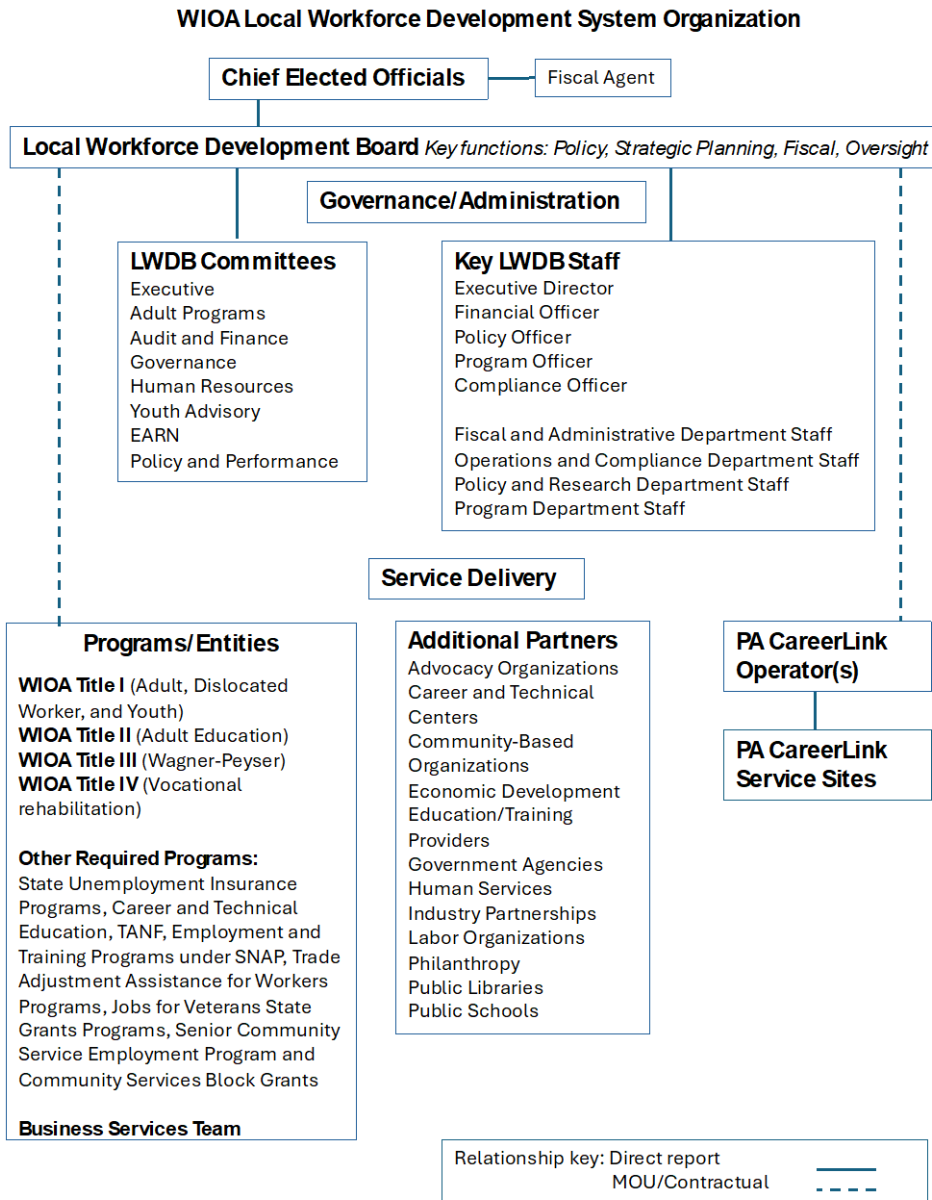 WIOA Local Workforce Development System Organization
Chief Elected Officials
Fiscal Agent
Local Workforce Development Board Key functions: Policy, Strategic Planning, Fiscal, Oversight
Governance/Administration
LWDB Committees
Executive
Adult Programs
Audit and Finance
Governance
Human Resources
Youth Advisory
EARN
Policy and Performance
Key LWDB Staff
Executive Director
Financial Officer
Policy Officer
Program Officer
Compliance Officer
Fiscal and Administrative Department Staff
Operations and Compliance Department Staff
Policy and Research Department Staff
Program Department Staff
Service Delivery
Programs/Entities
WIOA Title I (Adult, Dislocated
Worker, and Youth)
WIOA Title II (Adult Education)
WIOA Title III (Wagner-Peyser)
WIOA Title IV (Vocational
rehabilitation)
Other Required Programs:
State Unemployment Insurance
Programs, Career and Technical
Education, TANF, Employment and
Training Programs under SNAP, Trade
Adjustment Assistance for Workers
Programs, Jobs for Veterans State
Grants Programs, Senior Community
Service Employment Program and
Community Services Block Grants
Business Services Team
Additional Partners
Advocacy Organizations
Career and Technical
Centers
Community-Based
Organizations
Economic Development
Education/Training
Providers
Government Agencies
Human Services
Industry Partnerships
Labor Organizations
Philanthropy
Public Libraries
Public Schools
PA CareerLink
Operator(s)
PA CareerLink
Service Sites
Relationship key: Direct report
MOU/Contractual